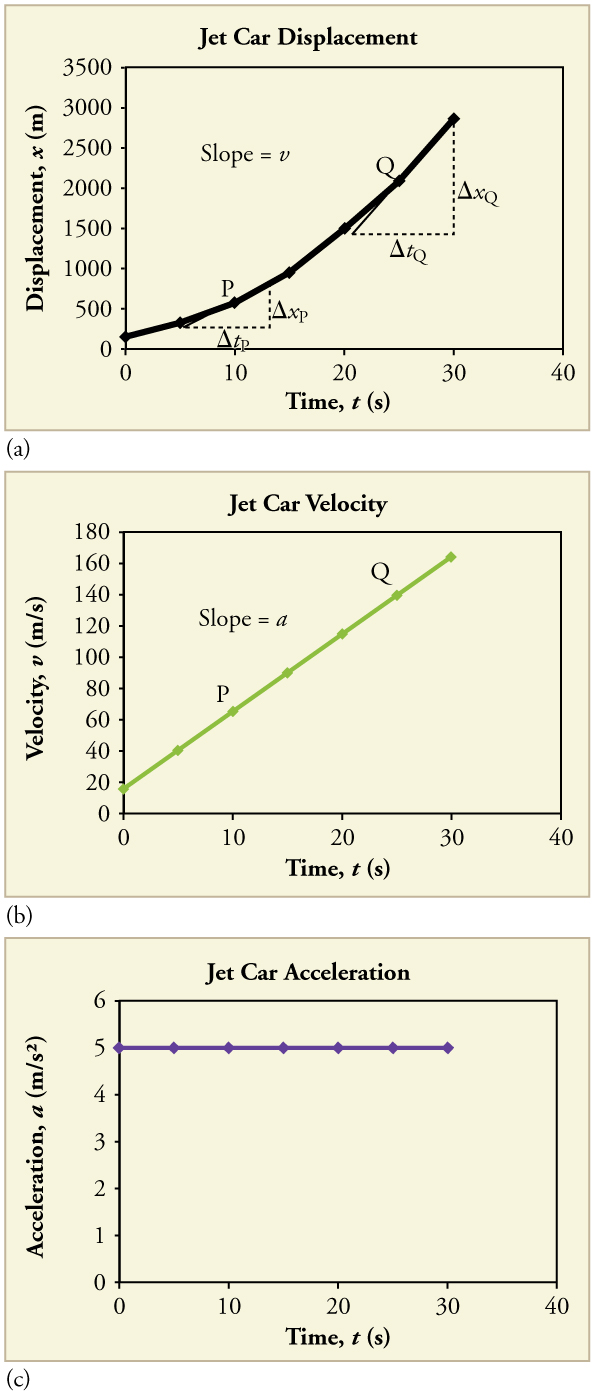 Jet Car Displacement
3500
3000
2500
2000
1500
1000
500
0
Displacement, x (m)
Slope = v
Q
ΔxQ
ΔtQ
P
ΔxP
ΔtP
0 10 20 30 40
Time, t (s)
(a)
Jet Car Velocity
180
160
140
120
100
80
60
40
20
0
Velocity, v (m/s)
Q
Slope = a
P
0 10 20 30 40
Time, t (s)
(b)
Jet Car Acceleration
6
5
4
3
2
1
0
Acceleration, a (m/s²)
0 10 20 30 40
Time, t (s)
(c)